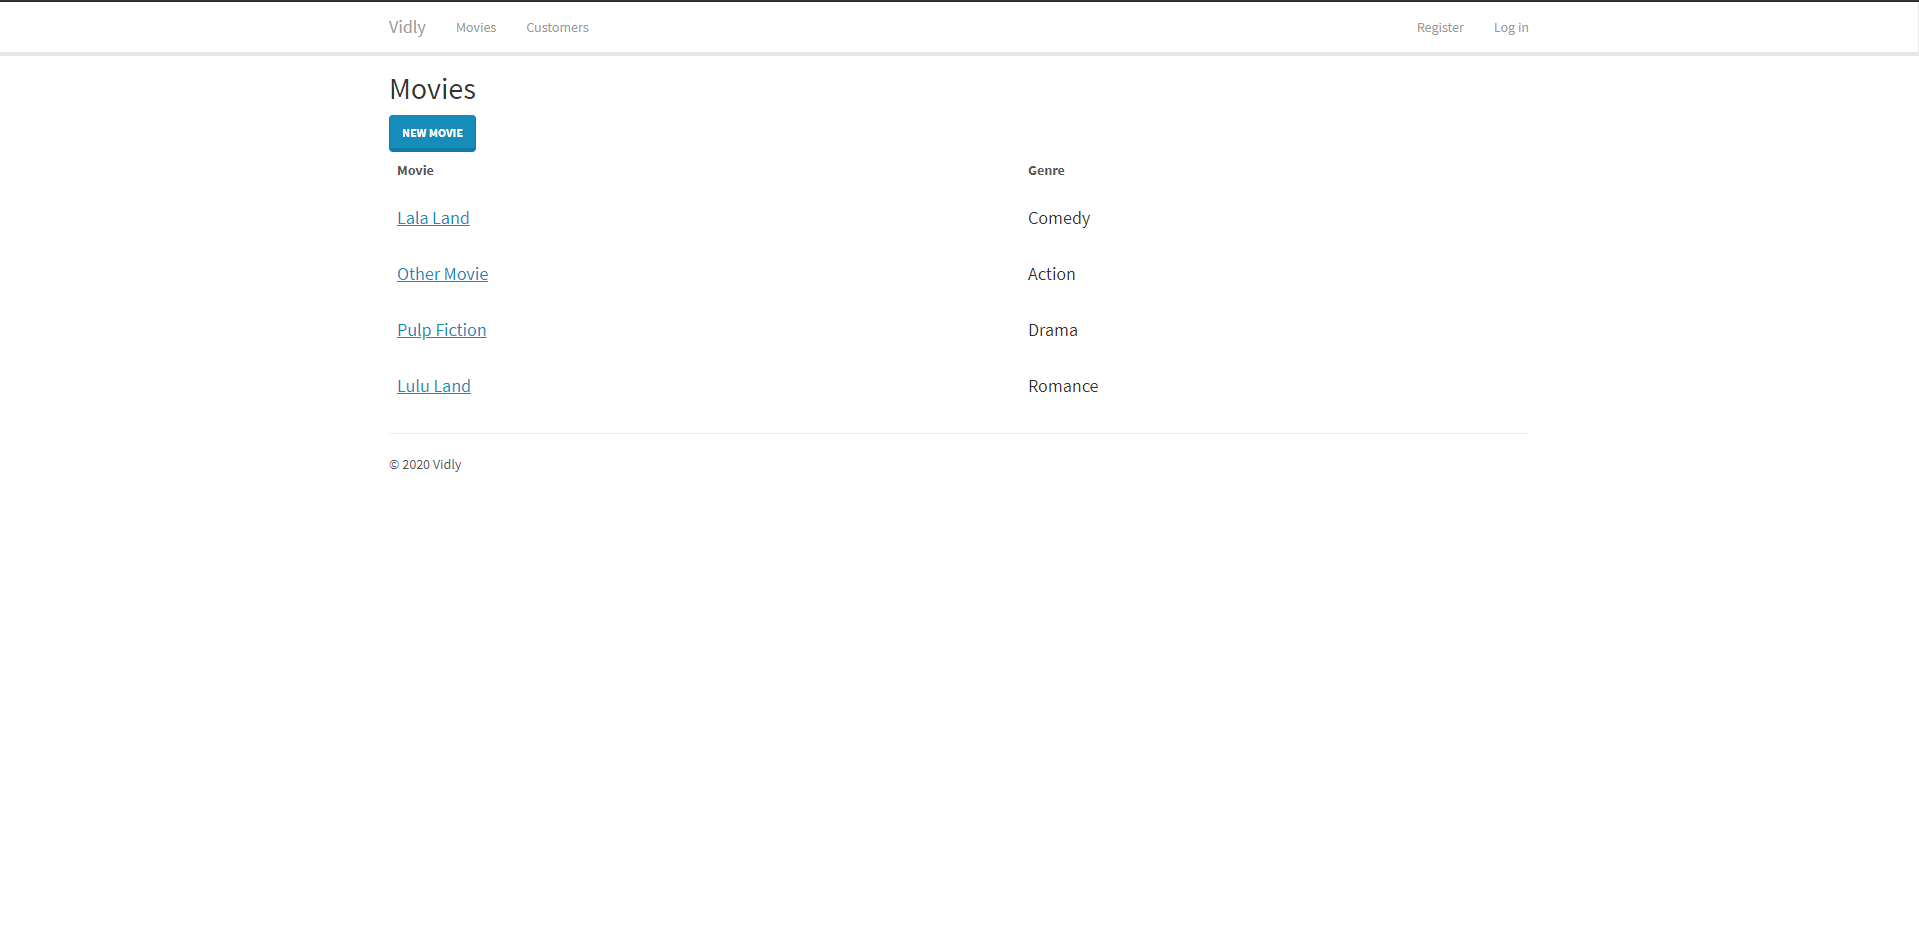 Vidly Movies Customers Register Log in
Movies
NEW MOVIE
Movie Genre
Lala Land Comedy
Other Movie Action
Pulp Fiction Drama
Lulu Land Romance
© 2020 Vidly